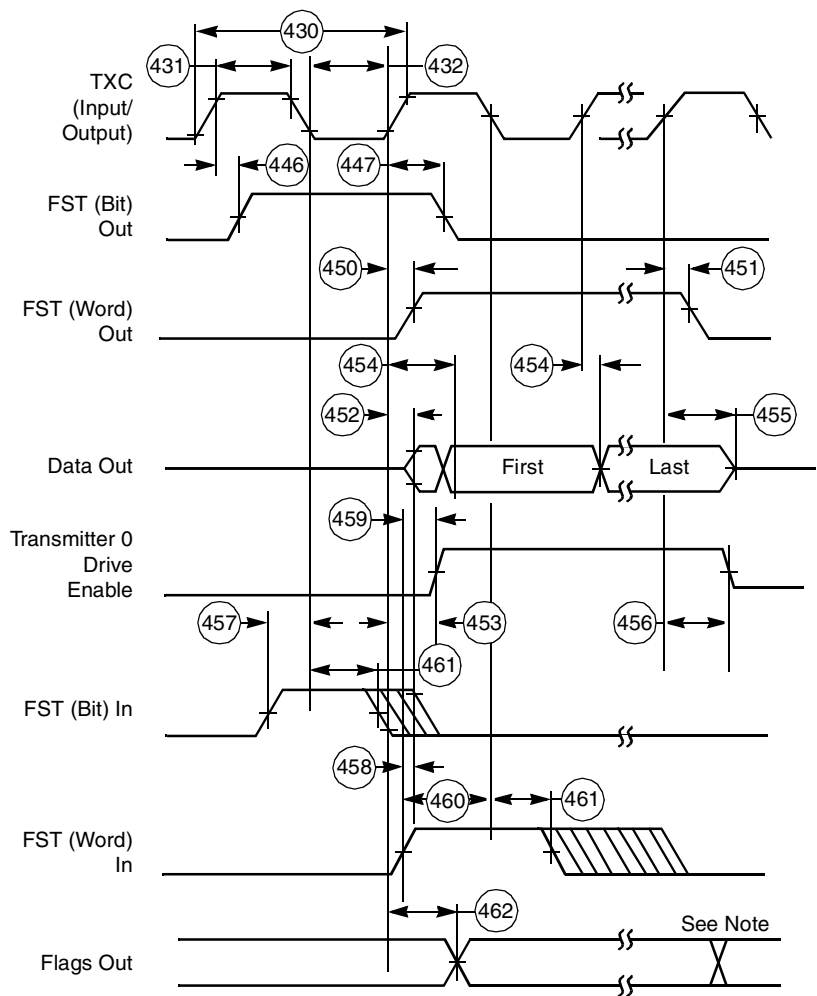 430
431
432
TXC
(Input/
Output)
446
447
FST (Bit)
Out
450
451
FST (Word)
Out
454
454
452
455
Data Out
First
Last
459
Transmitter 0
Drive
Enable
457
453
456
461
FST (Bit) In
458
460
461
FST (Word)
In
462
See Note
Flags Out